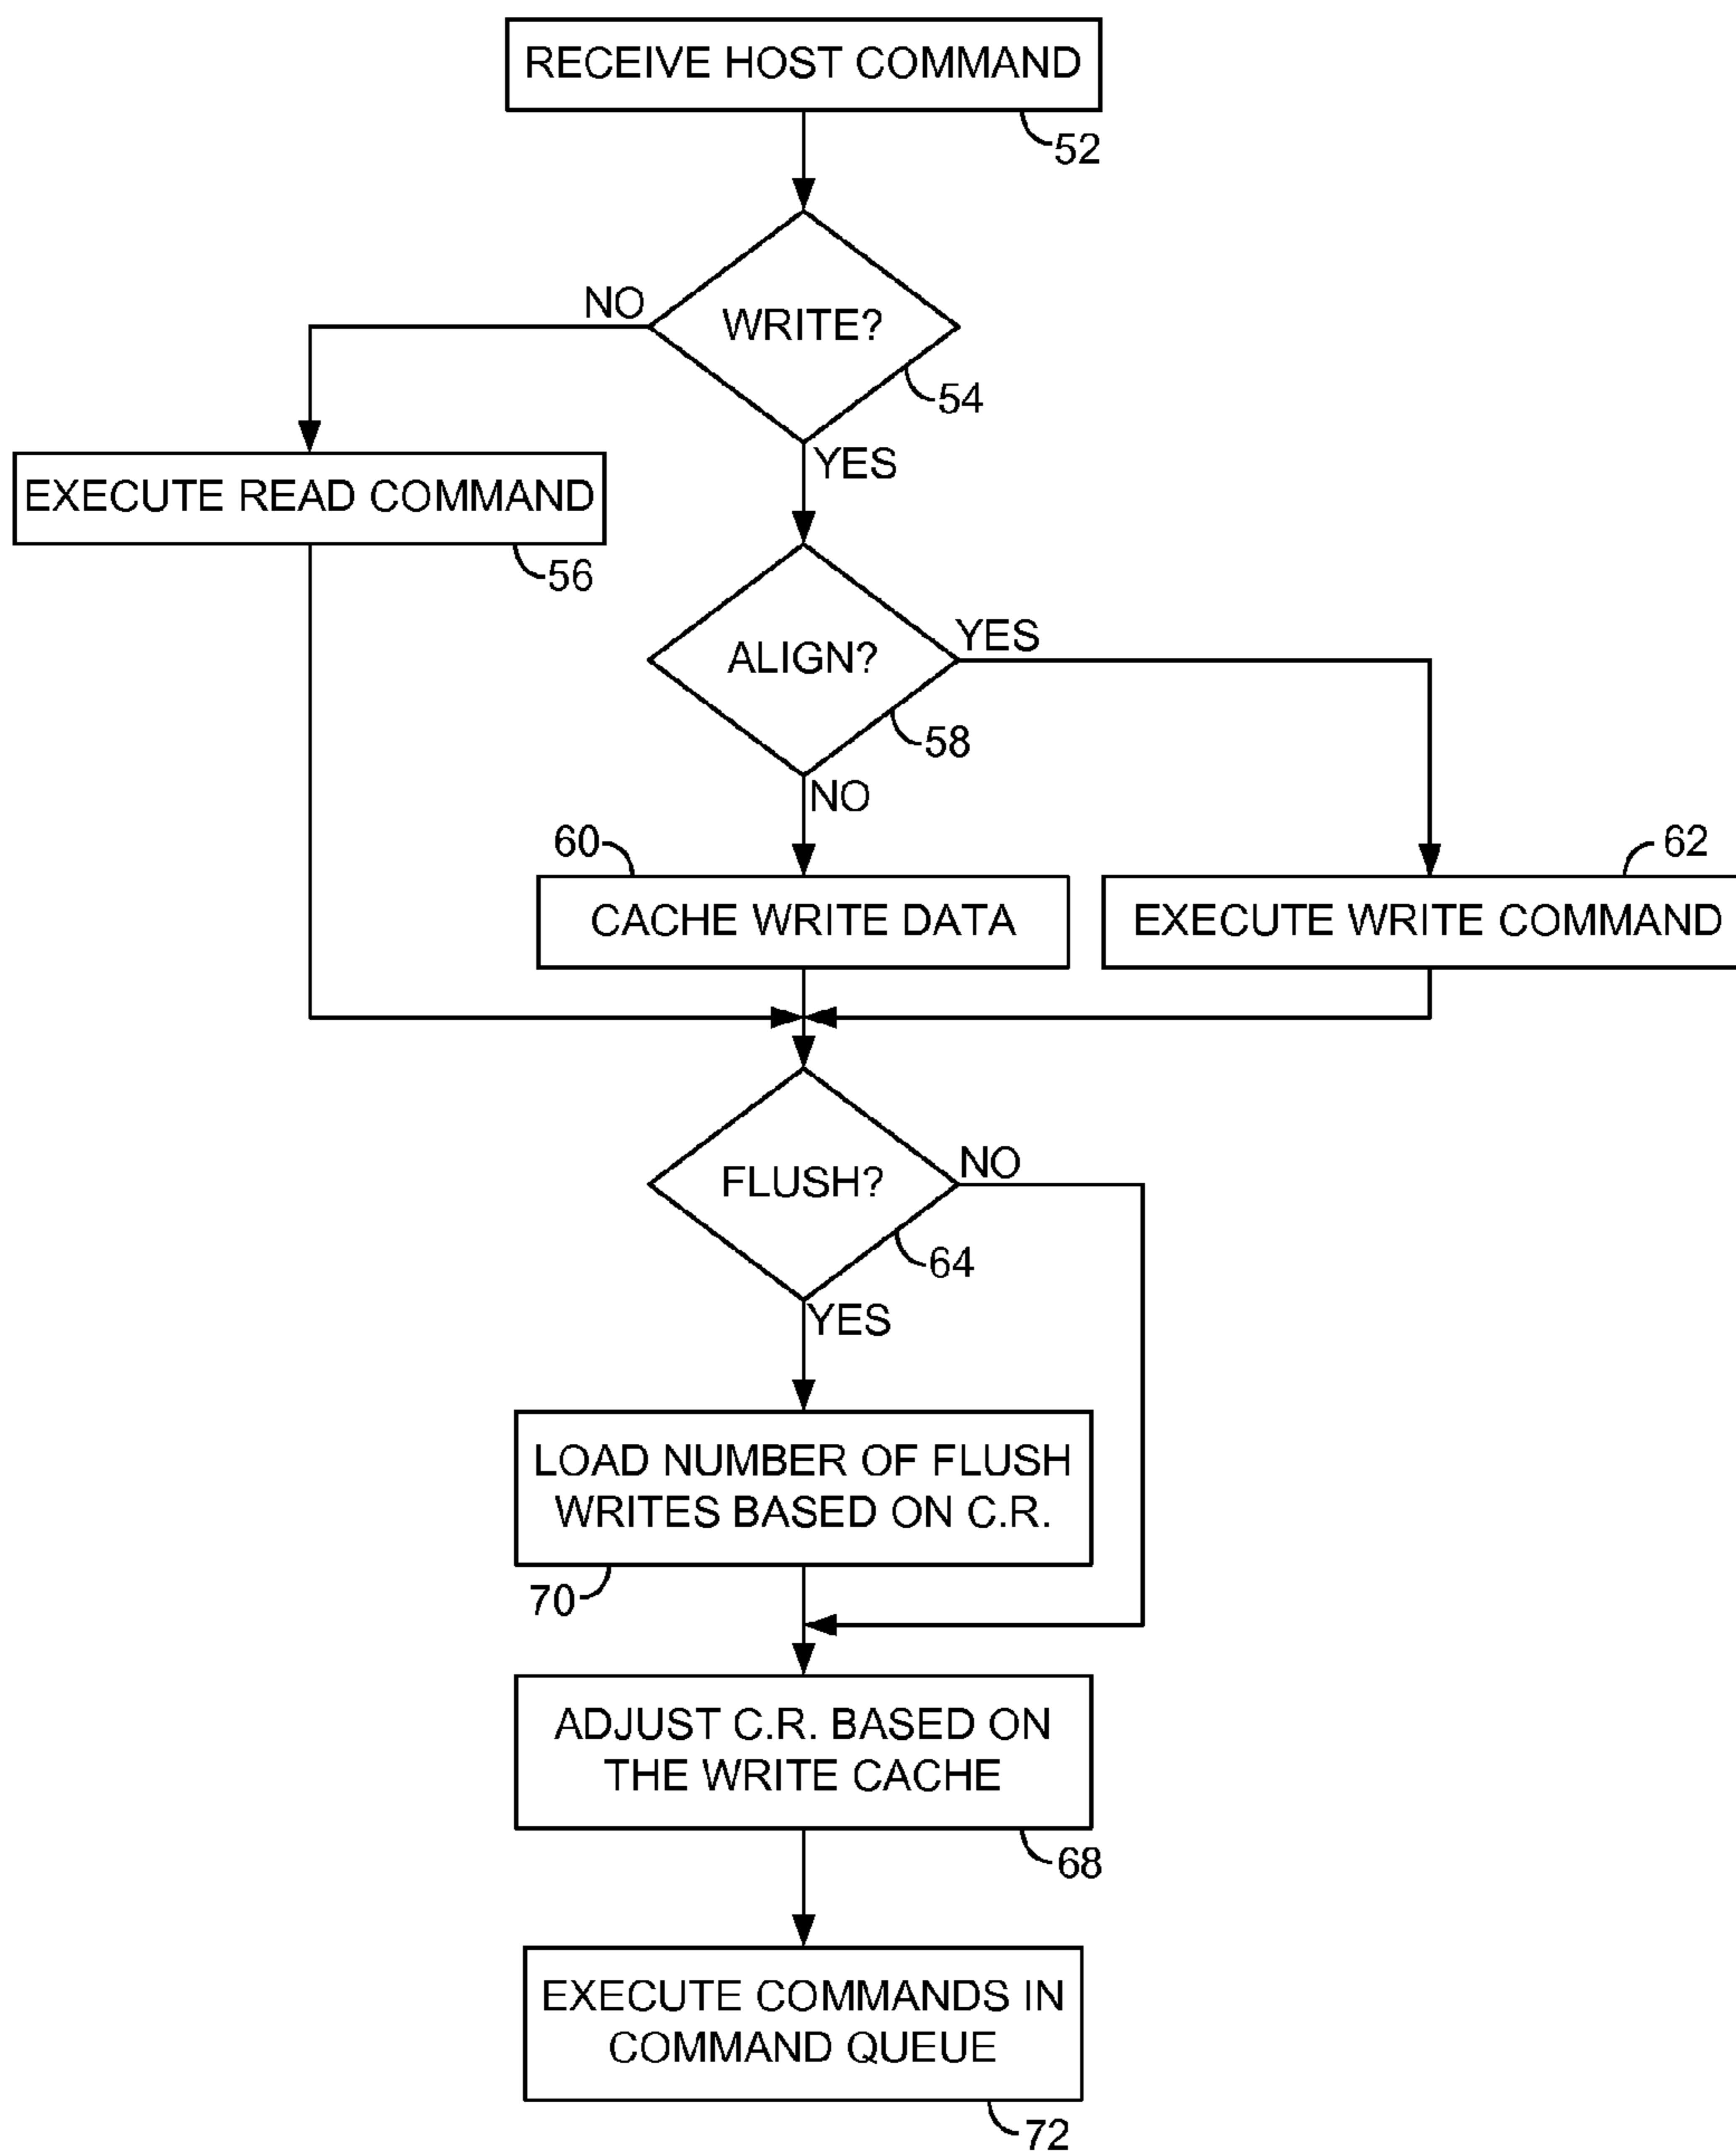 RECEIVE HOST COMMAND
52
NO
WRITE?
54
YES
EXECUTE READ COMMAND
56
YES
ALIGN?
58
NO
60
62
CACHE WRITE DATA
EXECUTE WRITE COMMAND
NO
FLUSH?
64
YES
LOAD NUMBER OF FLUSH
WRITES BASED ON C.R.
70
ADJUST C.R. BASED ON
THE WRITE CACHE
68
EXECUTE COMMANDS IN
COMMAND QUEUE
72